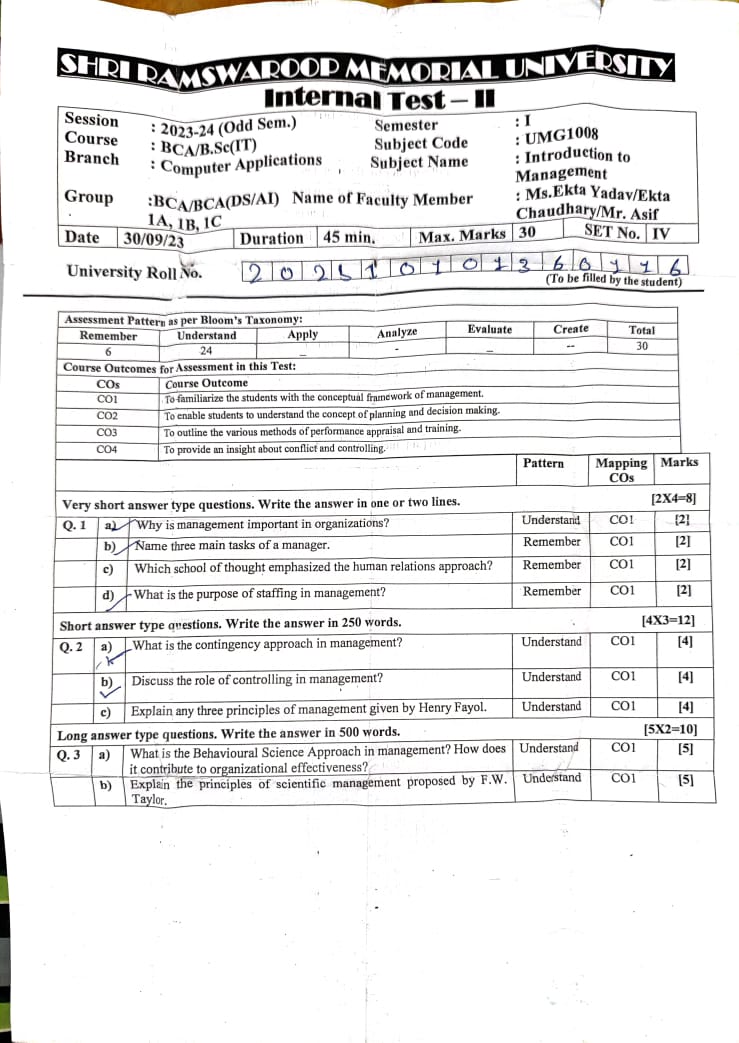 SHRI RAMSWAROOP MEMORIAL UNIVERSITY
Internal Test – II
Session : 2023-24 (Odd Sem.) Semester : I
Course : BCA/B.Sc(IT) Subject Code : UMG1008
Branch : Computer Applications Subject Name : Introduction to
Management
Group :BCA/BCA(DS/AI) Name of Faculty Member : Ms.Ekta Yadav/Ekta
1A, 1B, 1C Chaudhary/Mr. Asif
Date 30/09/23 Duration 45 min. Max. Marks 30 SET No. IV
University Roll No.
(To be filled by the student)
Assessment Pattern as per Bloom's Taxonomy:
Remember Understand Apply Analyze Evaluate Create Total
6 24 – - – -- 30
Course Outcomes for Assessment in this Test:
COs Course Outcome
CO1 To familiarize the students with the conceptual framework of management.
CO2 To enable students to understand the concept of planning and decision making.
CO3 To outline the various methods of performance appraisal and training.
CO4 To provide an insight about conflict and controlling.
Pattern Mapping Marks
COs
Very short answer type questions. Write the answer in one or two lines. [2X4=8]
Q. 1 a) Why is management important in organizations? Understand CO1 [2]
b) Name three main tasks of a manager. Remember CO1 [2]
c) Which school of thought emphasized the human relations approach? Remember CO1 [2]
d) What is the purpose of staffing in management? Remember CO1 [2]
Short answer type questions. Write the answer in 250 words. [4X3=12]
Q. 2 a) What is the contingency approach in management? Understand CO1 [4]
b) Discuss the role of controlling in management? Understand CO1 [4]
c) Explain any three principles of management given by Henry Fayol. Understand CO1 [4]
Long answer type questions. Write the answer in 500 words. [5X2=10]
Q. 3 a) What is the Behavioural Science Approach in management? How does Understand CO1 [5]
it contribute to organizational effectiveness?
b) Explain the principles of scientific management proposed by F.W. Understand CO1 [5]
Taylor.